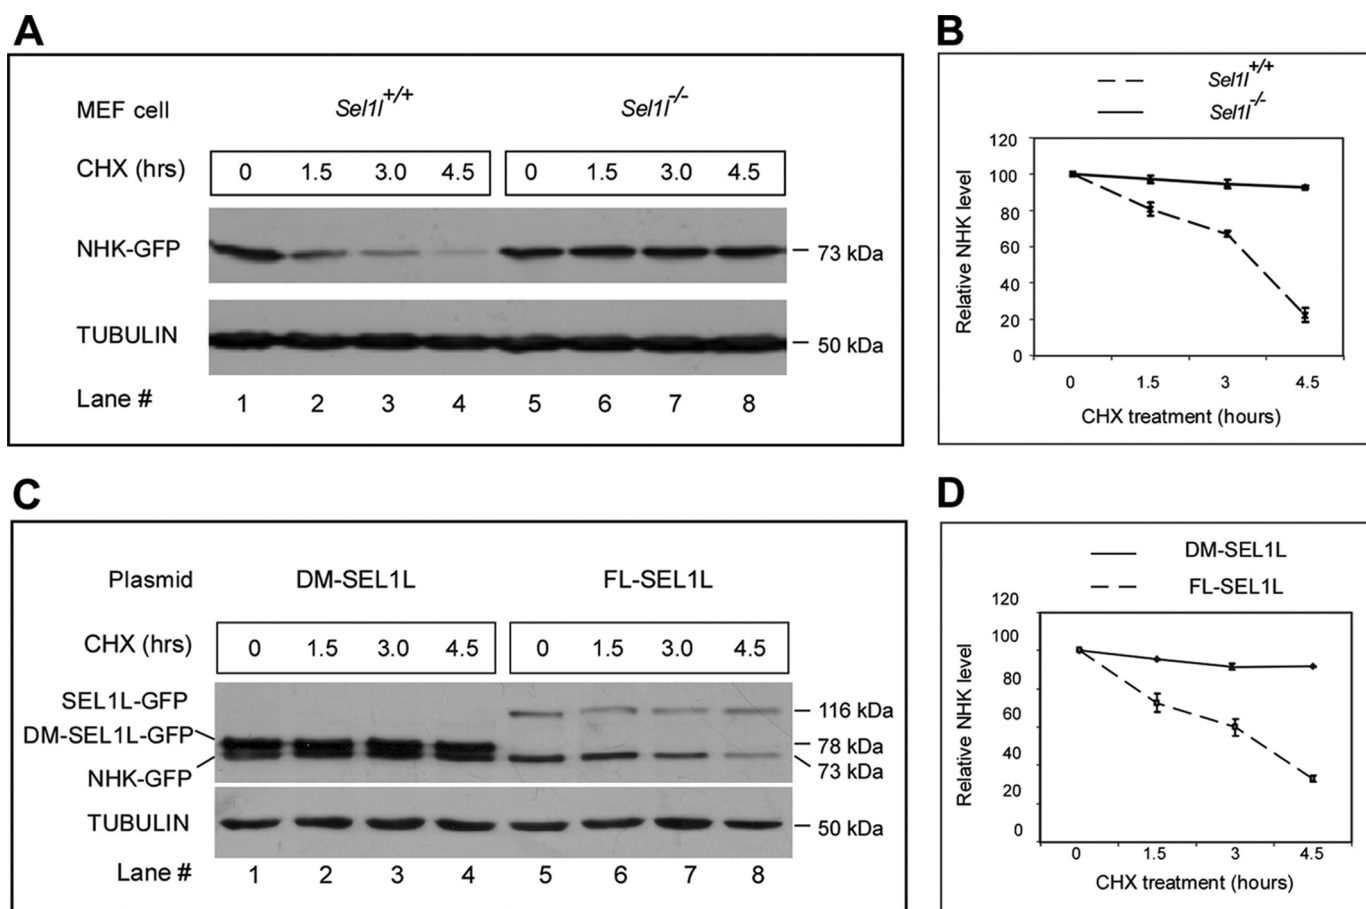 A
MEF cell Sel1l+/+ Sel1l-/-
CHX (hrs) 0 1.5 3.0 4.5 0 1.5 3.0 4.5
NHK-GFP 73 kDa
TUBULIN 50 kDa
Lane # 1 2 3 4 5 6 7 8
B
Sel1l+/+
Sel1l-/-
Relative NHK level
120
100
80
60
40
20
0
0 1.5 3 4.5
CHX treatment (hours)
C
Plasmid DM-SEL1L FL-SEL1L
CHX (hrs) 0 1.5 3.0 4.5 0 1.5 3.0 4.5
SEL1L-GFP 116 kDa
DM-SEL1L-GFP 78 kDa
NHK-GFP 73 kDa
TUBULIN 50 kDa
Lane # 1 2 3 4 5 6 7 8
D
DM-SEL1L
FL-SEL1L
Relative NHK level
120
100
80
60
40
20
0
0 1.5 3 4.5
CHX treatment (hours)